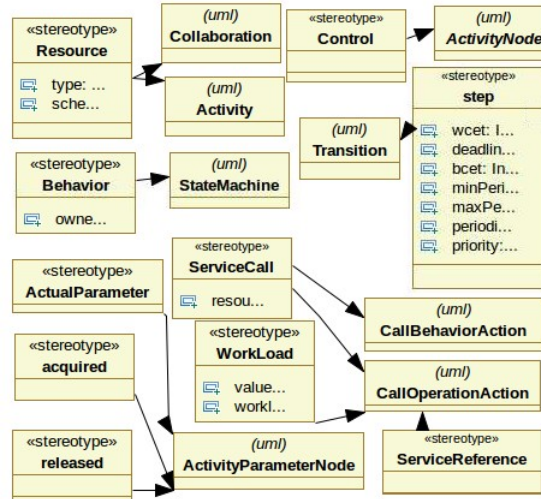 «stereotype»
Resource
type: ...
sche...
(uml)
Collaboration
(uml)
Activity
«stereotype»
Control
(uml)
ActivityNode
«stereotype»
step
wcet: I...
deadlin...
bcet: In...
minPeri...
maxPe...
periodi...
priority:...
(uml)
Transition
«stereotype»
Behavior
owne...
(uml)
StateMachine
«stereotype»
ActualParameter
«stereotype»
ServiceCall
resou...
(uml)
CallBehaviorAction
«stereotype»
acquired
«stereotype»
WorkLoad
value...
workl...
(uml)
CallOperationAction
«stereotype»
released
(uml)
ActivityParameterNode
«stereotype»
ServiceReference